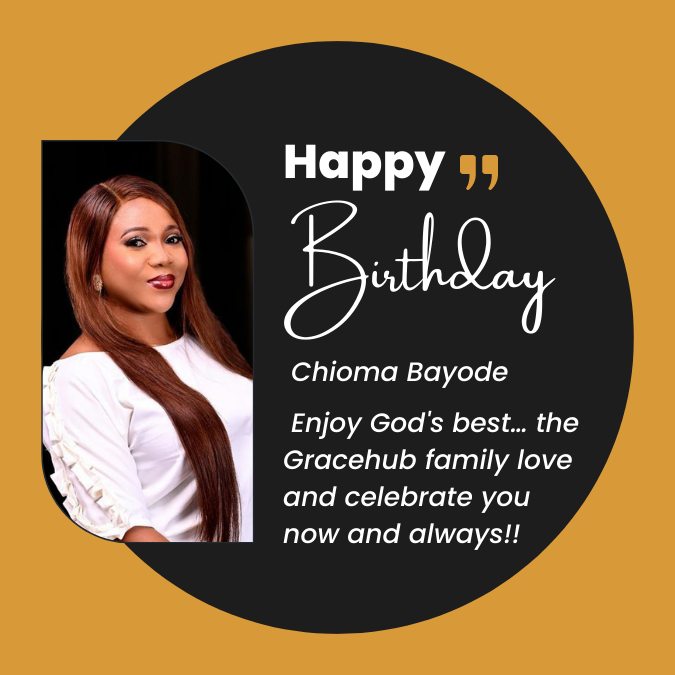 Happy ”
Birthday
Chioma Bayode
Enjoy God's best... the
Gracehub family love
and celebrate you
now and always!!